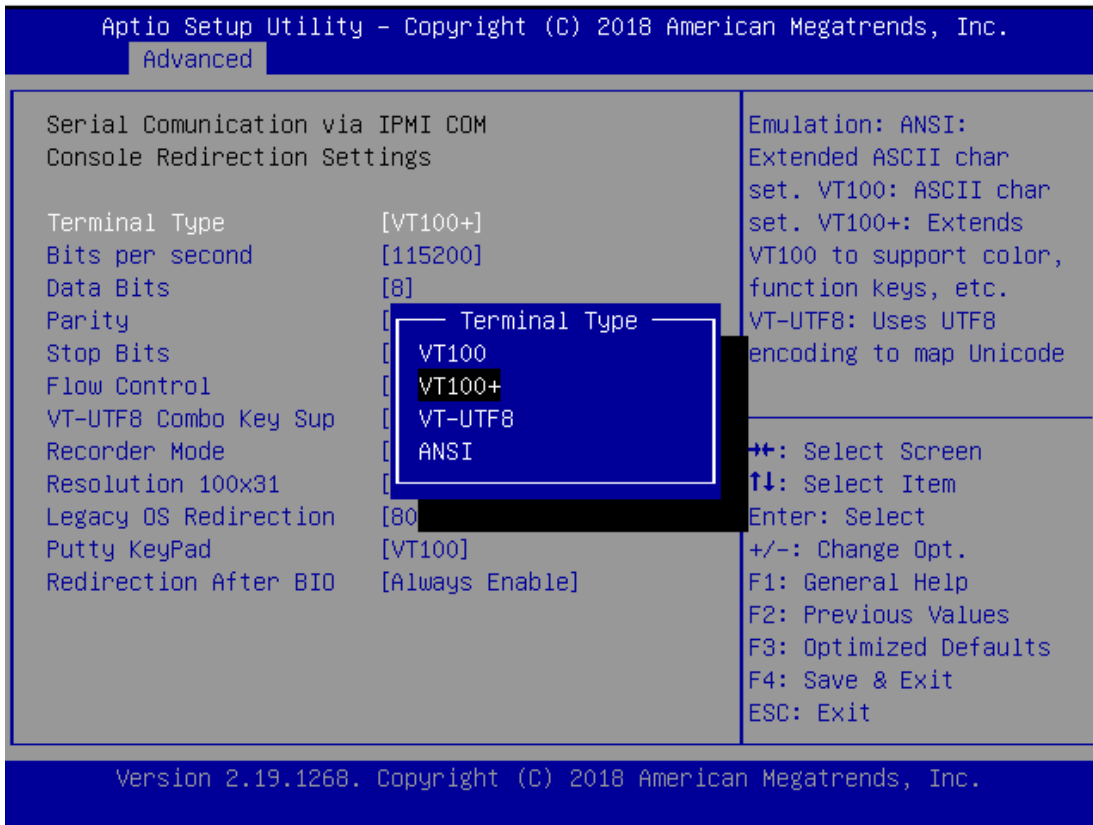 Aptio Setup Utility – Copyright (C) 2018 American Megatrends, Inc.
Advanced
Serial Comunication via IPMI COM
Console Redirection Settings
Terminal Type [VT100+]
Bits per second [115200]
Data Bits [8]
Parity [
Stop Bits [
Flow Control [
VT-UTF8 Combo Key Sup [
Recorder Mode [
Resolution 100x31 [
Legacy OS Redirection [80
Putty KeyPad [VT100]
Redirection After BIO [Always Enable]
Terminal Type
VT100
VT100+
VT-UTF8
ANSI
Emulation: ANSI:
Extended ASCII char
set. VT100: ASCII char
set. VT100+: Extends
VT100 to support color,
function keys, etc.
VT-UTF8: Uses UTF8
encoding to map Unicode
→←: Select Screen
↑↓: Select Item
Enter: Select
+/-: Change Opt.
F1: General Help
F2: Previous Values
F3: Optimized Defaults
F4: Save & Exit
ESC: Exit
Version 2.19.1268. Copyright (C) 2018 American Megatrends, Inc.